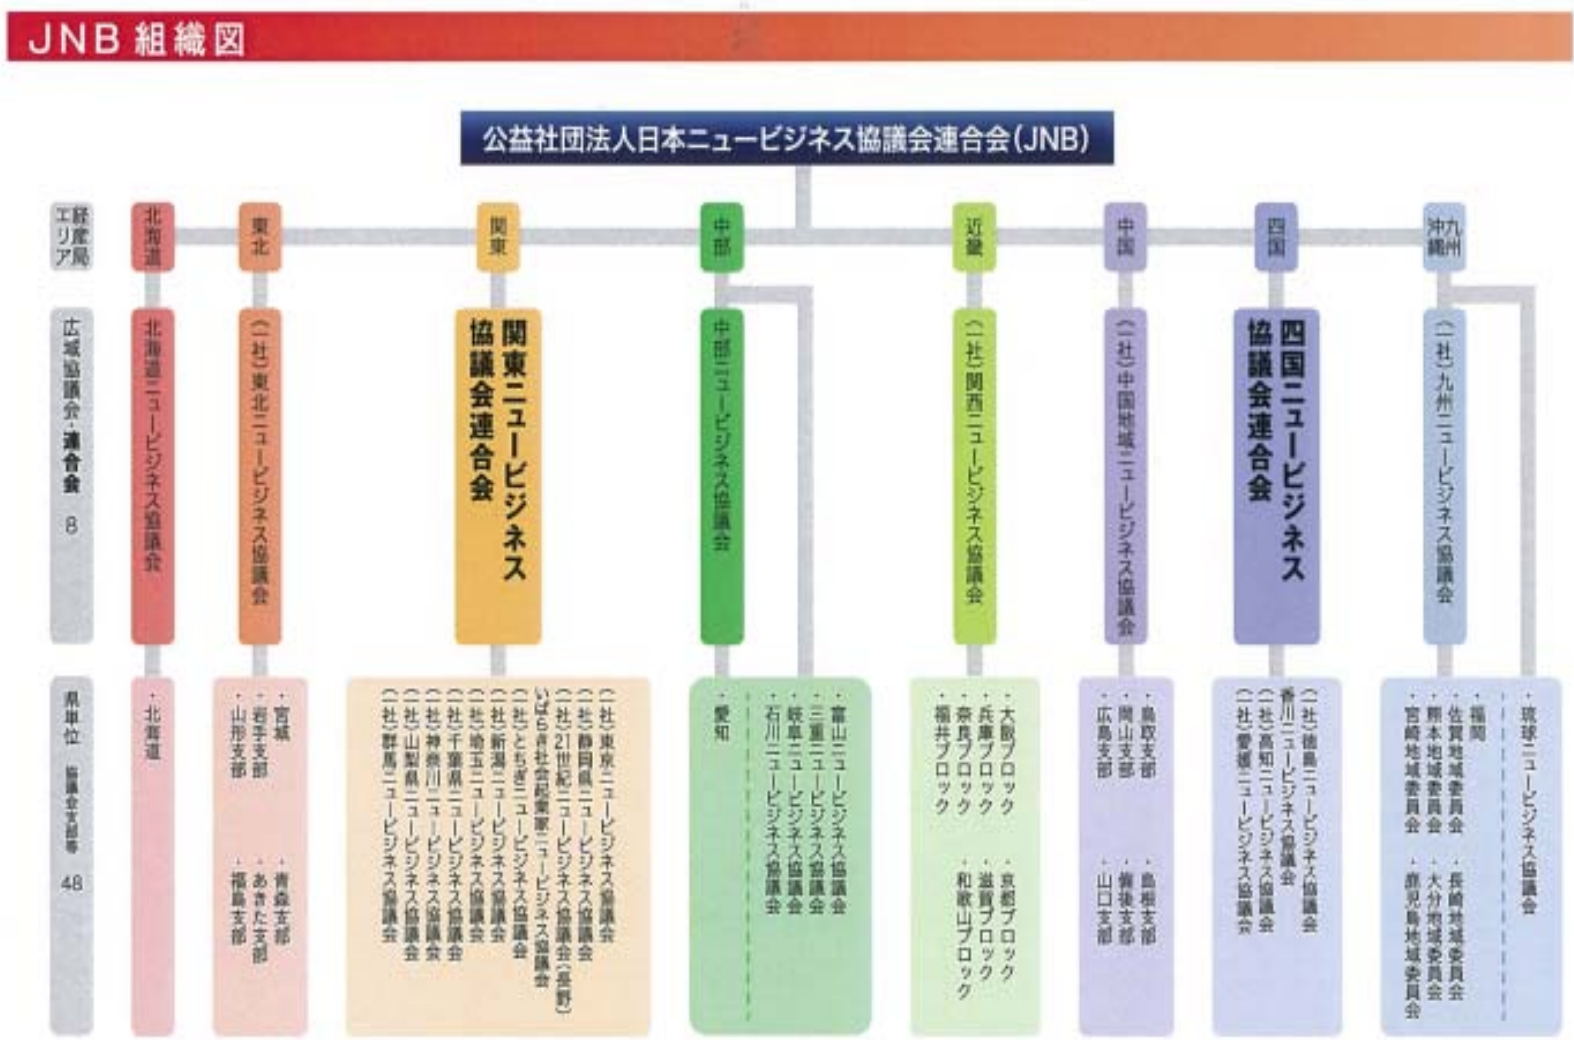 JNB 組織図
公益社団法人日本ニュービジネス協議会連合会(JNB)
経産局
エリア
北海道
東北
関東
中部
近畿
中国
四国
九州
沖縄
広域協議会・連合会 8
北海道ニュービジネス協議会
(一社)東北ニュービジネス協議会
関東ニュービジネス
協議会連合会
中部ニュービジネス協議会
(一社)関西ニュービジネス協議会
(一社)中国地域ニュービジネス協議会
四国ニュービジネス
協議会連合会
(一社)九州ニュービジネス協議会
県単位 協議会支部等 48
・北海道
・宮城 ・青森支部
・岩手支部 ・あきた支部
・山形支部 ・福島支部
(一社)東京ニュービジネス協議会
(一社)静岡県ニュービジネス協議会
(一社)21世紀ニュービジネス協議会(長野)
いばらき社会起業家ニュービジネス協議会
(一社)とちぎニュービジネス協議会
(一社)新潟ニュービジネス協議会
(一社)埼玉ニュービジネス協議会
(一社)千葉県ニュービジネス協議会
(一社)神奈川ニュービジネス協議会
(一社)山梨県ニュービジネス協議会
(一社)群馬ニュービジネス協議会
・富山ニュービジネス協議会
・三重ニュービジネス協議会
・岐阜ニュービジネス協議会
・石川ニュービジネス協議会
・愛知
・大阪ブロック ・京都ブロック
・兵庫ブロック ・滋賀ブロック
・奈良ブロック ・和歌山ブロック
・福井ブロック
・鳥取支部 ・島根支部
・岡山支部 ・備後支部
・広島支部 ・山口支部
(一社)徳島ニュービジネス協議会
香川ニュービジネス協議会
(一社)高知ニュービジネス協議会
(一社)愛媛ニュービジネス協議会
・琉球ニュービジネス協議会
・福岡
・佐賀地域委員会 ・長崎地域委員会
・熊本地域委員会 ・大分地域委員会
・宮崎地域委員会 ・鹿児島地域委員会